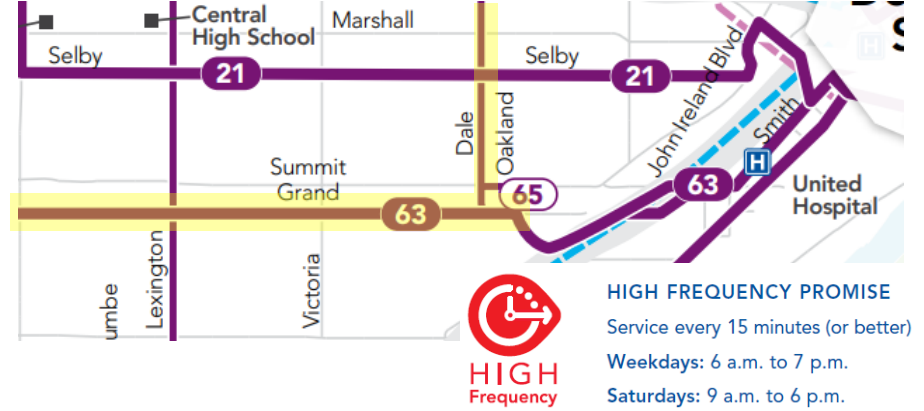 Central
High School
Marshall
Selby
Selby
21
21
John Ireland Blvd
S
Dale
Oakland
Smith
H
Summit
Grand
65
63
63
United
Hospital
Lexington
Victoria
umbe
HIGH
Frequency
HIGH FREQUENCY PROMISE
Service every 15 minutes (or better)
Weekdays: 6 a.m. to 7 p.m.
Saturdays: 9 a.m. to 6 p.m.